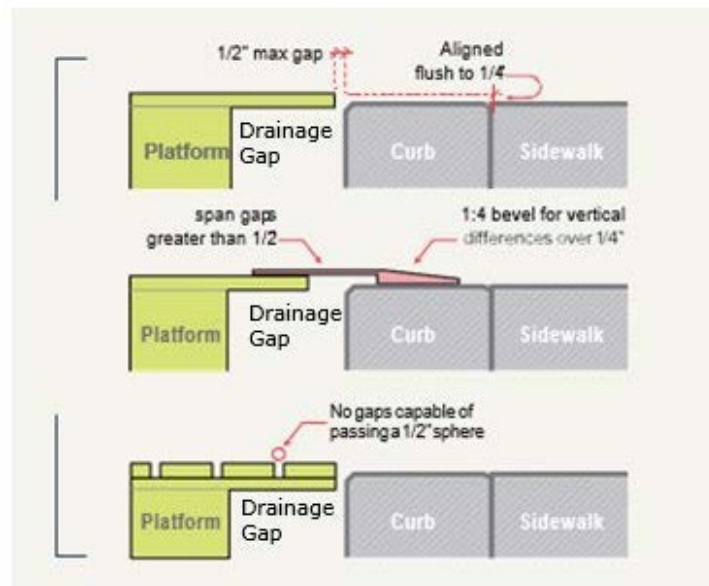 1/2" max gap
Aligned
flush to 1/4
Platform
Drainage
Gap
Curb
Sidewalk
span gaps
greater than 1/2
1:4 bevel for vertical
differences over 1/4"
Platform
Drainage
Gap
Curb
Sidewalk
No gaps capable of
passing a 1/2" sphere
Platform
Drainage
Gap
Curb
Sidewalk